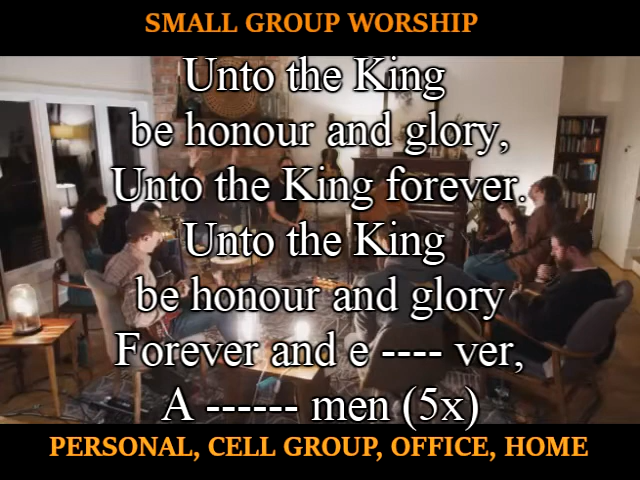 SMALL GROUP WORSHIP
Unto the King
be honour and glory,
Unto the King forever.
Unto the King
be honour and glory
Forever and e ---- ver,
A ------ men (5x)
PERSONAL, CELL GROUP, OFFICE, HOME